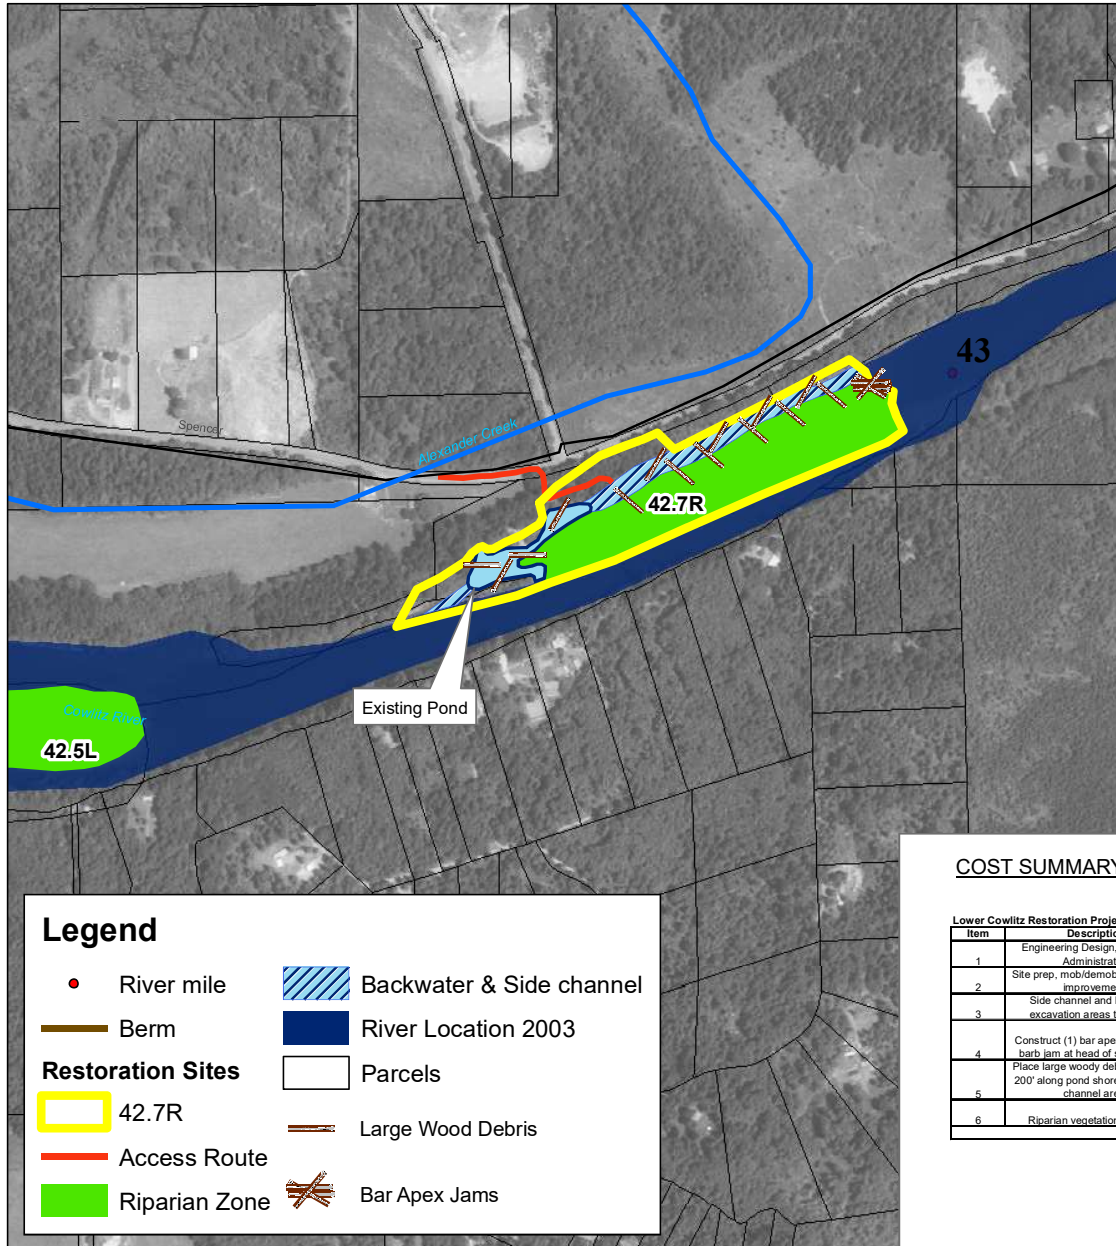 43
Spencer
Alexander Creek
42.7R
Existing Pond
Cowlitz River
42.5L
Legend
River mile
Berm
Restoration Sites
42.7R
Access Route
Riparian Zone
Backwater & Side channel
River Location 2003
Parcels
Large Wood Debris
Bar Apex Jams
COST SUMMARY
Lower Cowlitz Restoration Proje
Item Descriptio
1 Engineering Design,
Administrat
2 Site prep, mob/demob
improveme
3 Side channel and
excavation areas t
4 Construct (1) bar ape
barb jam at head of s
5 Place large woody del
200' along pond shore
channel are
6 Riparian vegetation